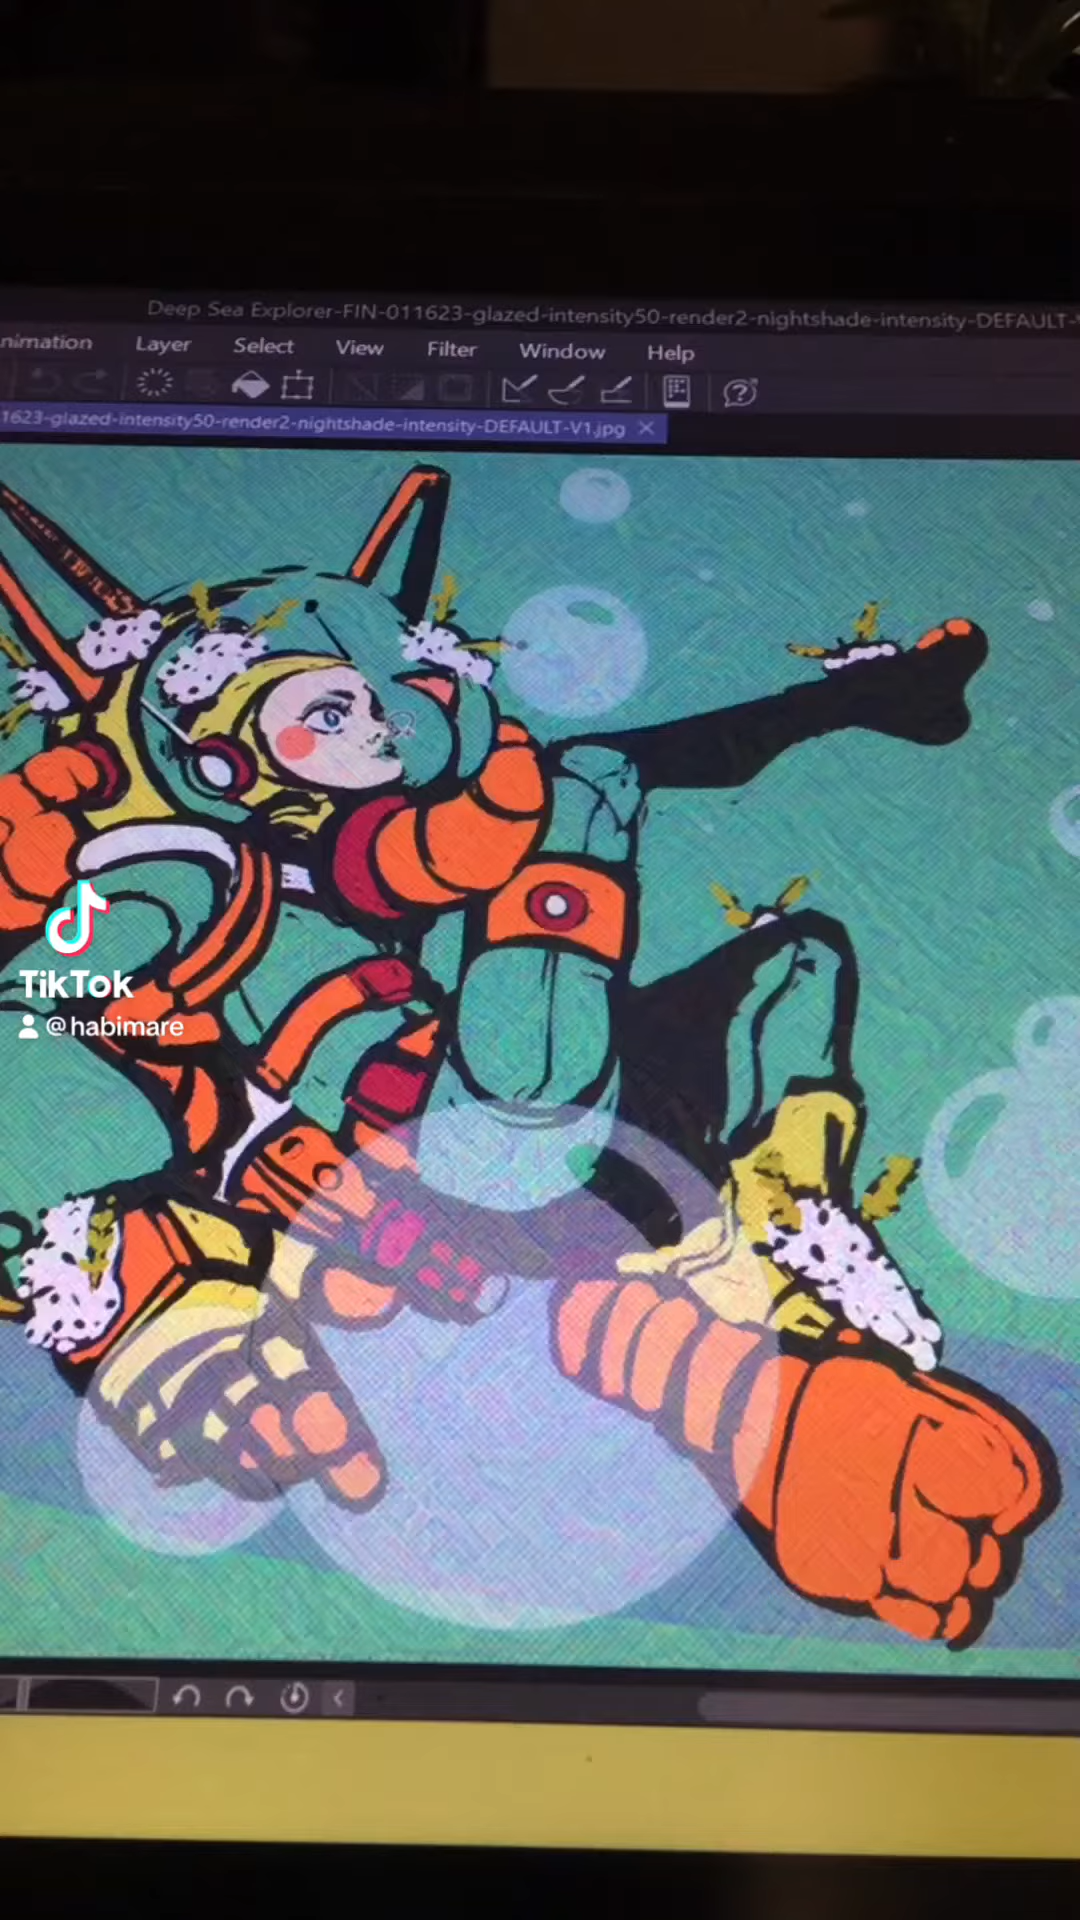 Deep Sea Explorer-FIN-011623-glazed-intensity50-render2-nightshade-intensity-DEFAULT-
nimation Layer Select View Filter Window Help
1623-glazed-intensity50-render2-nightshade-intensity-DEFAULT-V1.jpg
TikTok
@habimare